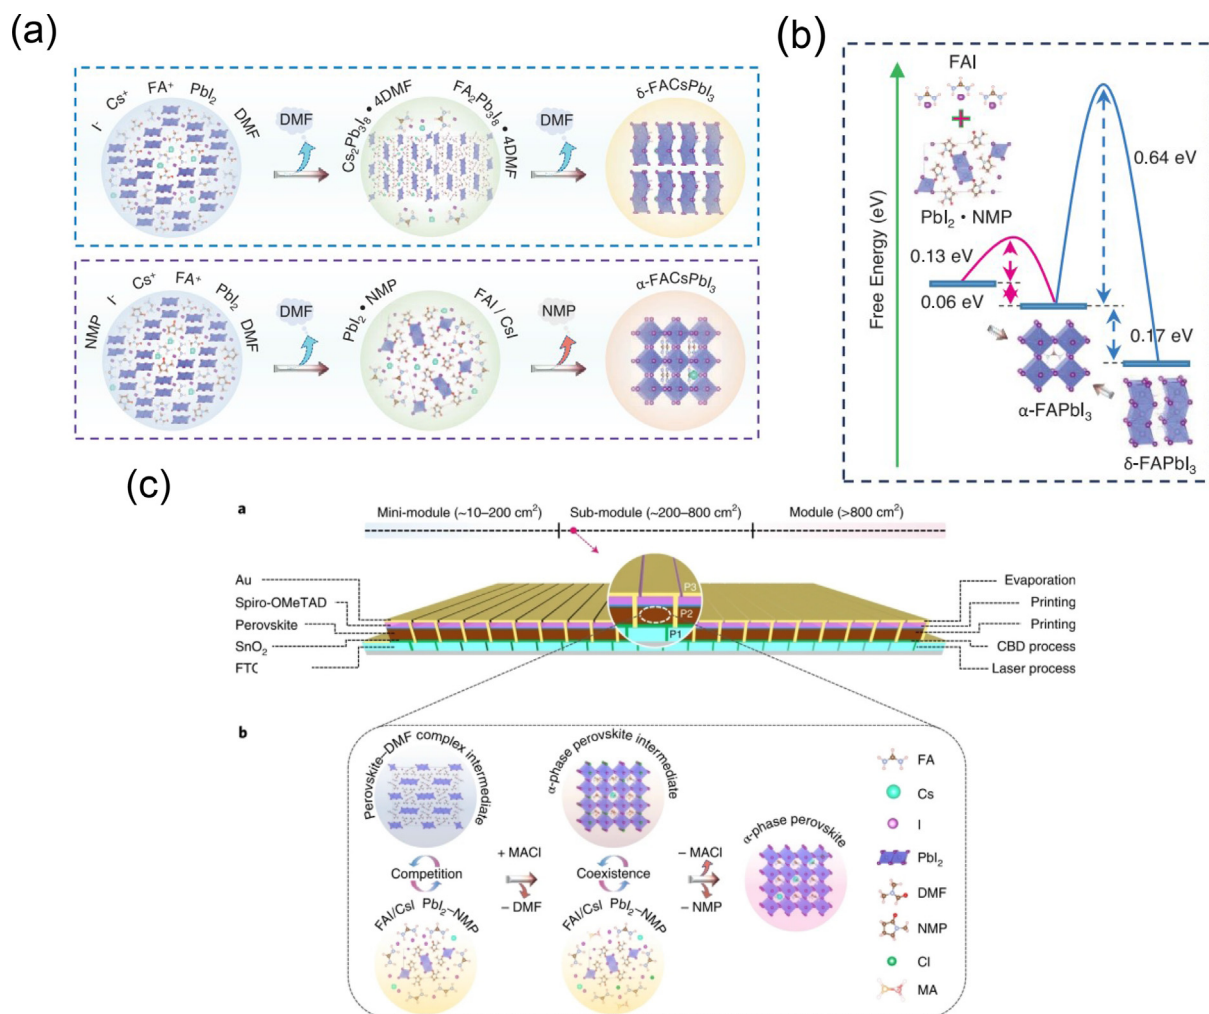 (a)
I⁻ Cs⁺ FA⁺ PbI₂ DMF
DMF
Cs₂Pb₃I₈•4DMF
FA₂Pb₃I₈•4DMF
DMF
δ-FACsPbI₃
NMP I⁻ Cs⁺ FA⁺ PbI₂ DMF
DMF
PbI₂•NMP
FAI / CsI
NMP
α-FACsPbI₃
(b)
Free Energy (eV)
FAI
PbI₂ • NMP
0.64 eV
0.13 eV
0.06 eV
0.17 eV
α-FAPbI₃
δ-FAPbI₃
(c)
a
Mini-module (~10–200 cm²)
Sub-module (~200–800 cm²)
Module (>800 cm²)
Au
Spiro-OMeTAD
Perovskite
SnO₂
FTC
P3
P2
P1
Evaporation
Printing
Printing
CBD process
Laser process
b
Perovskite–DMF complex intermediate
Competition
FAI/CsI PbI₂–NMP
+ MACl
– DMF
α-phase perovskite intermediate
Coexistence
FAI/CsI PbI₂–NMP
– MACl
– NMP
α-phase perovskite
FA
Cs
I
PbI₂
DMF
NMP
Cl
MA